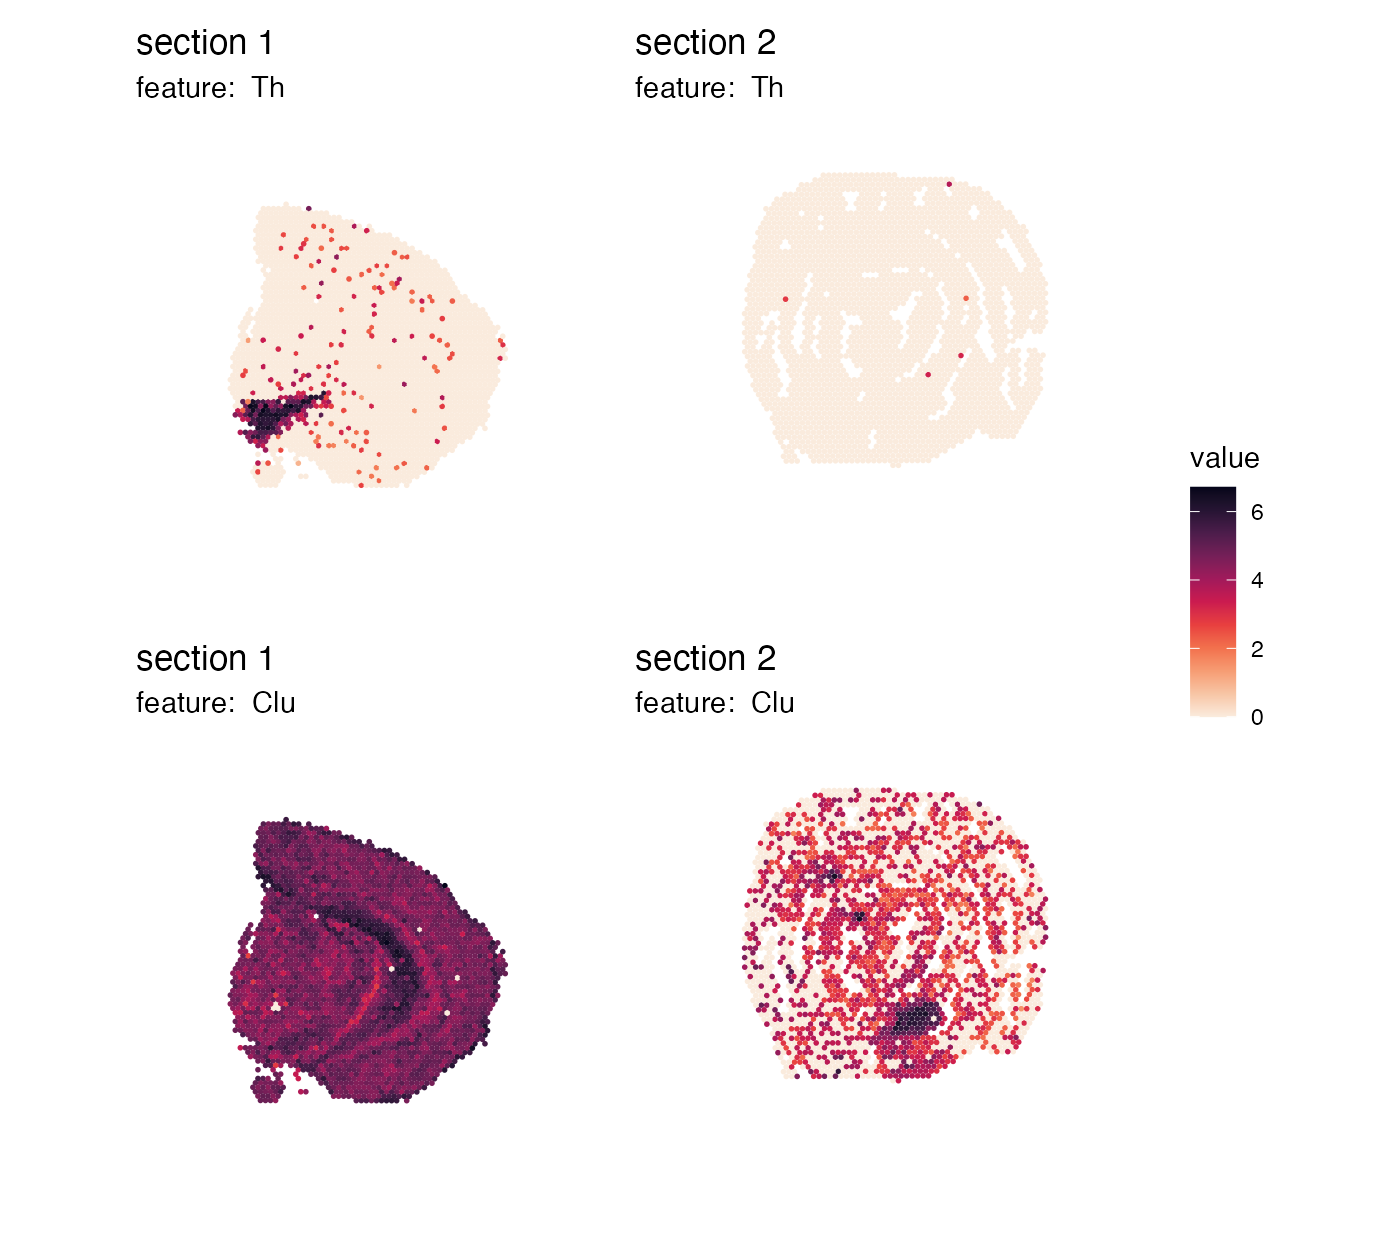 section 1
feature: Th
section 2
feature: Th
value
6
4
2
0
section 1
feature: Clu
section 2
feature: Clu